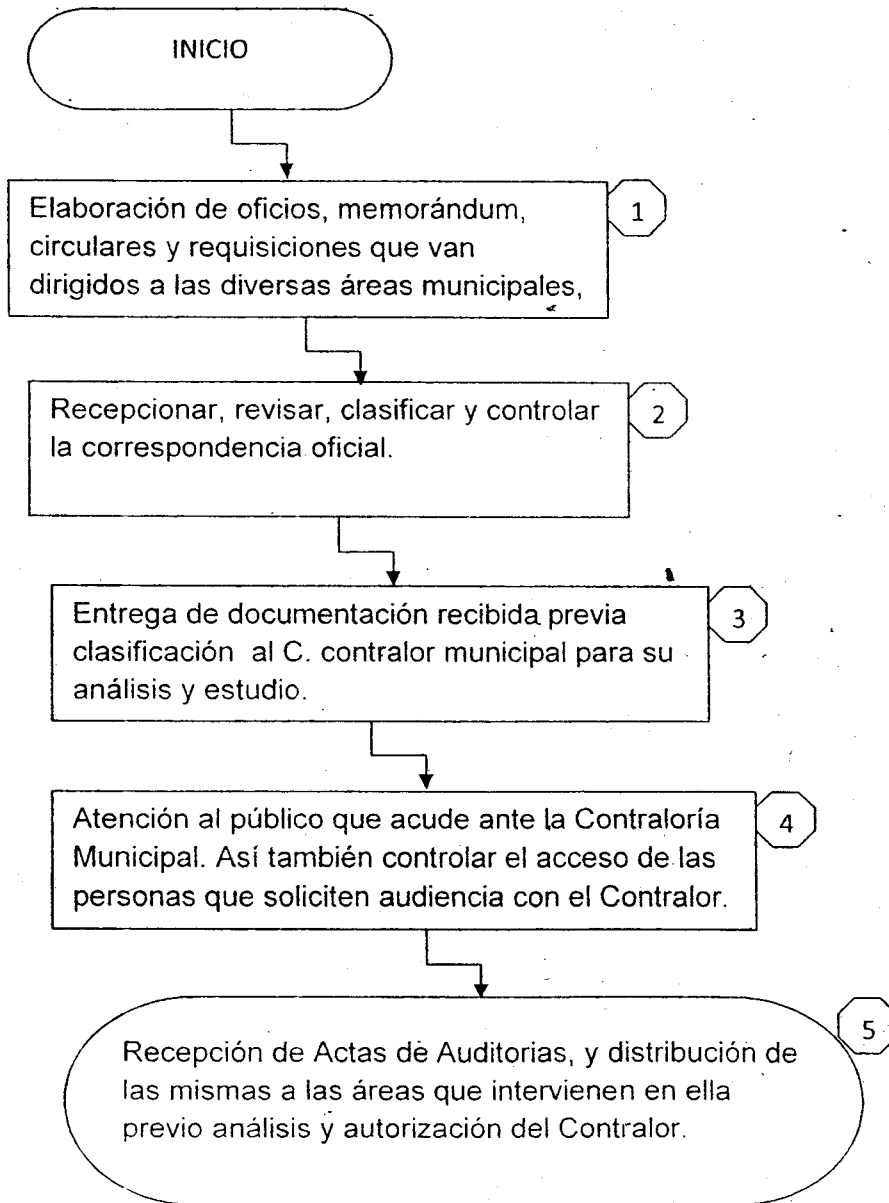 INICIO
Elaboración de oficios, memorándum,
circulares y requisiciones que van
dirigidos a las diversas áreas municipales,
1
Recepcionar, revisar, clasificar y controlar
la correspondencia oficial.
2
Entrega de documentación recibida previa
clasificación al C. contralor municipal para su
análisis y estudio.
3
Atención al público que acude ante la Contraloría
Municipal. Así también controlar el acceso de las
personas que soliciten audiencia con el Contralor.
4
Recepción de Actas de Auditorias, y distribución de
las mismas a las áreas que intervienen en ella
previo análisis y autorización del Contralor.
5